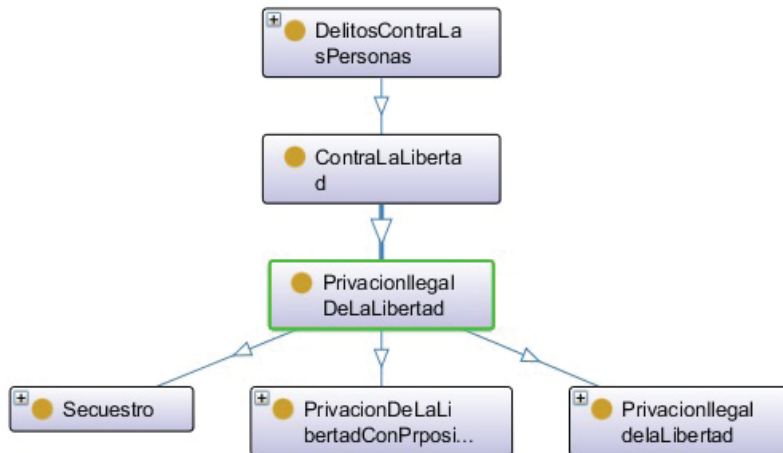 DelitosContraLa
sPersonas
ContraLaLiberta
d
PrivacionIlegal
DeLaLibertad
Secuestro
PrivacionDeLaLi
bertadConPrposi...
PrivacionIlegal
delaLibertad